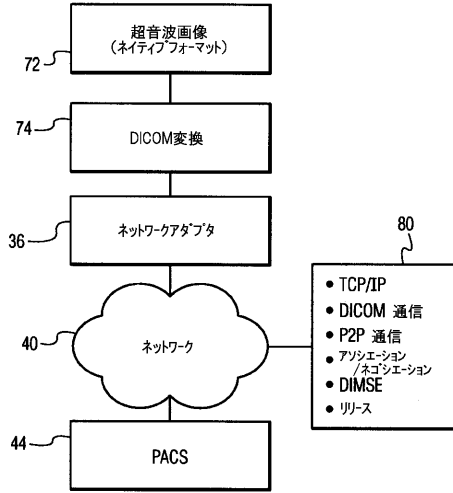 超音波画像
(ネイティブフォーマット)
72
74
DICOM変換
ネットワークアダプタ
36
80
• TCP/IP
• DICOM 通信
• P2P 通信
• アソシエーション
/ネゴシエーション
• DIMSE
• リリース
40
ネットワーク
44
PACS